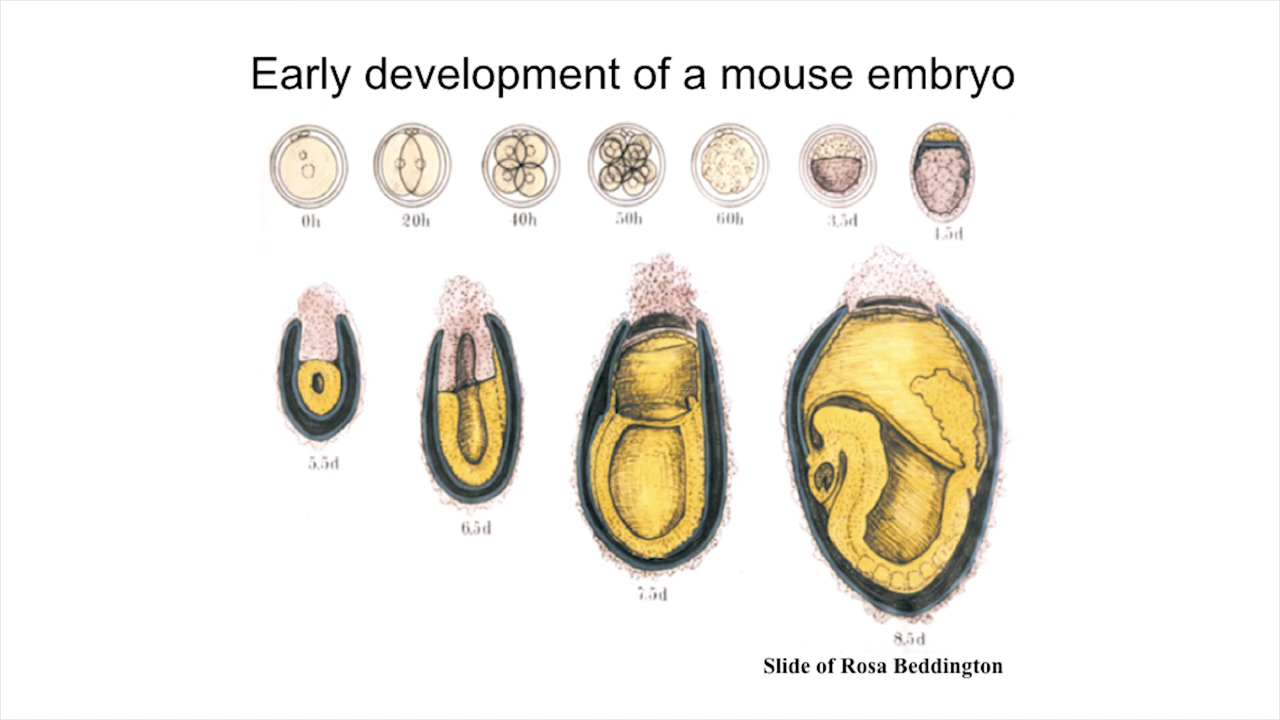 Early development of a mouse embryo
0h
20h
40h
50h
60h
3.5d
4.5d
5.5d
6.5d
7.5d
8.5d
Slide of Rosa Beddington